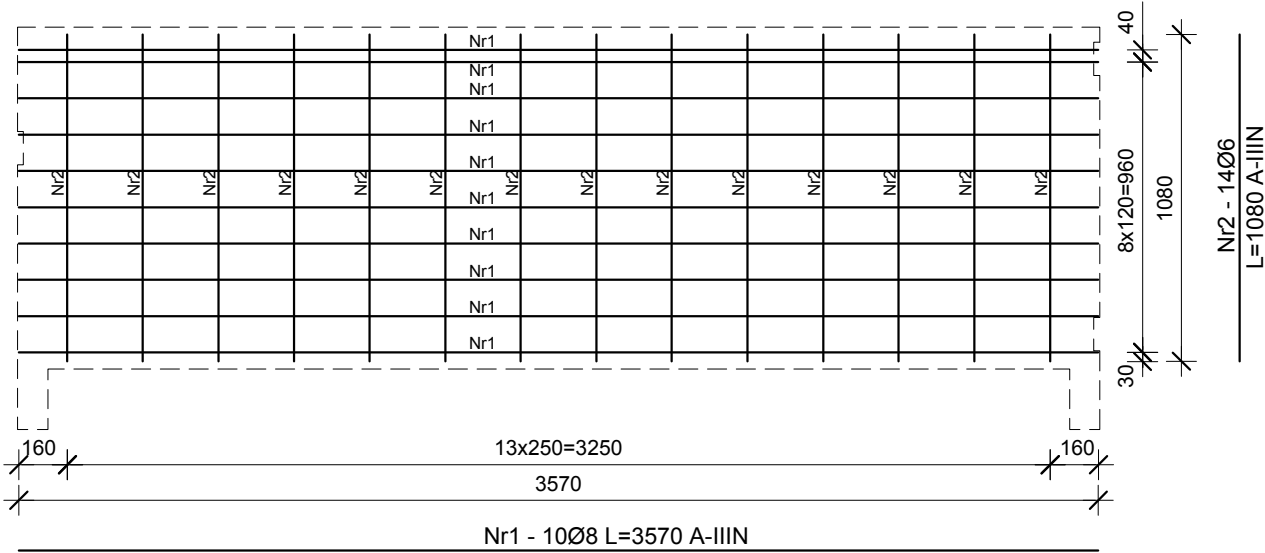 Nr1
Nr1
Nr1
Nr1
Nr1
Nr1
Nr1
Nr1
Nr1
Nr1
Nr2
Nr2
Nr2
Nr2
Nr2
Nr2
Nr2
Nr2
Nr2
Nr2
Nr2
Nr2
Nr2
Nr2
40
8x120=960
30
1080
Nr2 - 14Ø6
L=1080 A-IIIN
160
13x250=3250
160
3570
Nr1 - 10Ø8 L=3570 A-IIIN